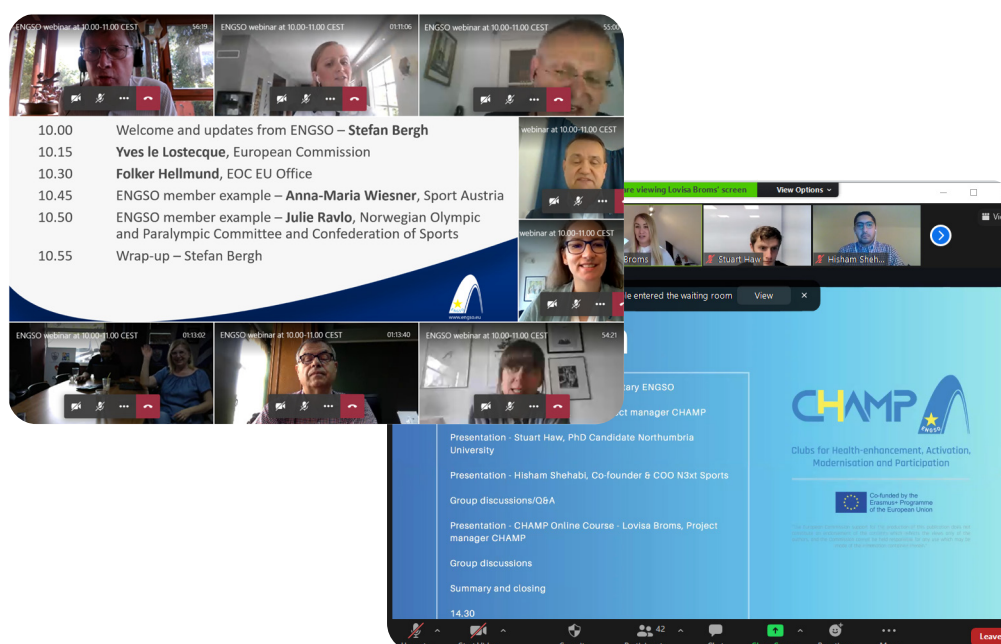 ENGSO webinar at 10.00-11.00 CEST 56:19
ENGSO webinar at 10.00-11.00 CEST 01:11:06
ENGSO webinar at 10.00-11.00 CEST 55:00
10.00 Welcome and updates from ENGSO – Stefan Bergh
10.15 Yves le Lostecque, European Commission
10.30 Folker Hellmund, EOC EU Office
10.45 ENGSO member example – Anna-Maria Wiesner, Sport Austria
10.50 ENGSO member example – Julie Ravlo, Norwegian Olympic
and Paralympic Committee and Confederation of Sports
10.55 Wrap-up – Stefan Bergh
www.engso.eu
webinar at 10.00-11.00 CEST
webinar at 10.00-11.00 CEST
ENGSO webinar at 10.00-11.00 CEST 01:13:02
ENGSO webinar at 10.00-11.00 CEST 01:13:40
ENGSO webinar at 10.00-11.00 CEST 54:21
are viewing Lovisa Broms' screen View Options
Broms
Stuart Haw
Hisham Sheh...
entered the waiting room View
ENGSO
manager CHAMP
Presentation - Stuart Haw, PhD Candidate Northumbria
University
Presentation - Hisham Shehabi, Co-founder & COO N3xt Sports
Group discussions/Q&A
Presentation - CHAMP Online Course - Lovisa Broms, Project
manager CHAMP
Group discussions
Summary and closing
14.30
CHAMP
ENGSO
Clubs for Health-enhancement, Activation,
Modernisation and Participation
Co-funded by the
Erasmus+ Programme
of the European Union
42
Leave